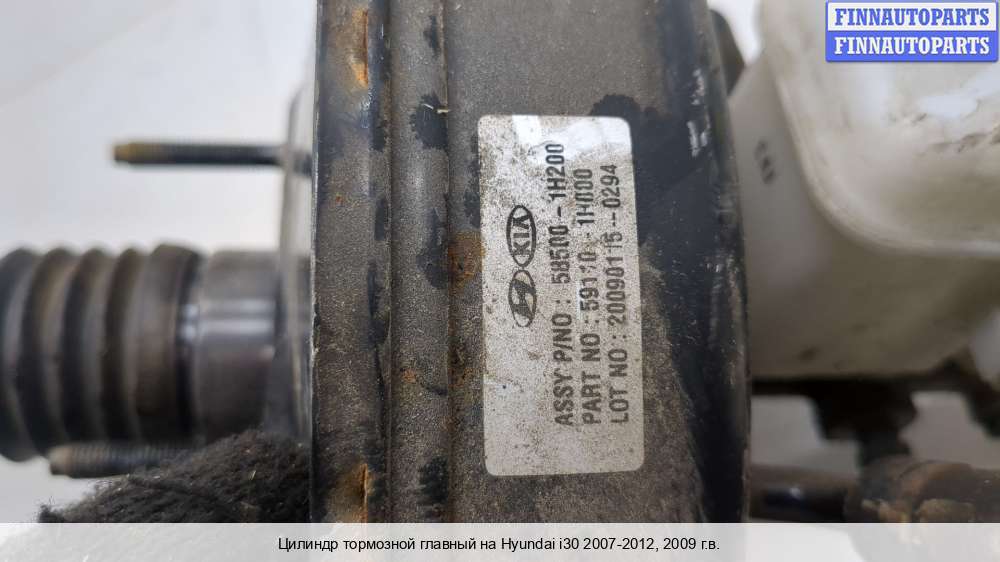 FINNAUTOPARTS
FINNAUTOPARTS
KIA
ASSY P/NO : 58500-1H200
PART NO : 59110-1H000
LOT NO : 20090115-0294
Цилиндр тормозной главный на Hyundai i30 2007-2012, 2009 г.в.